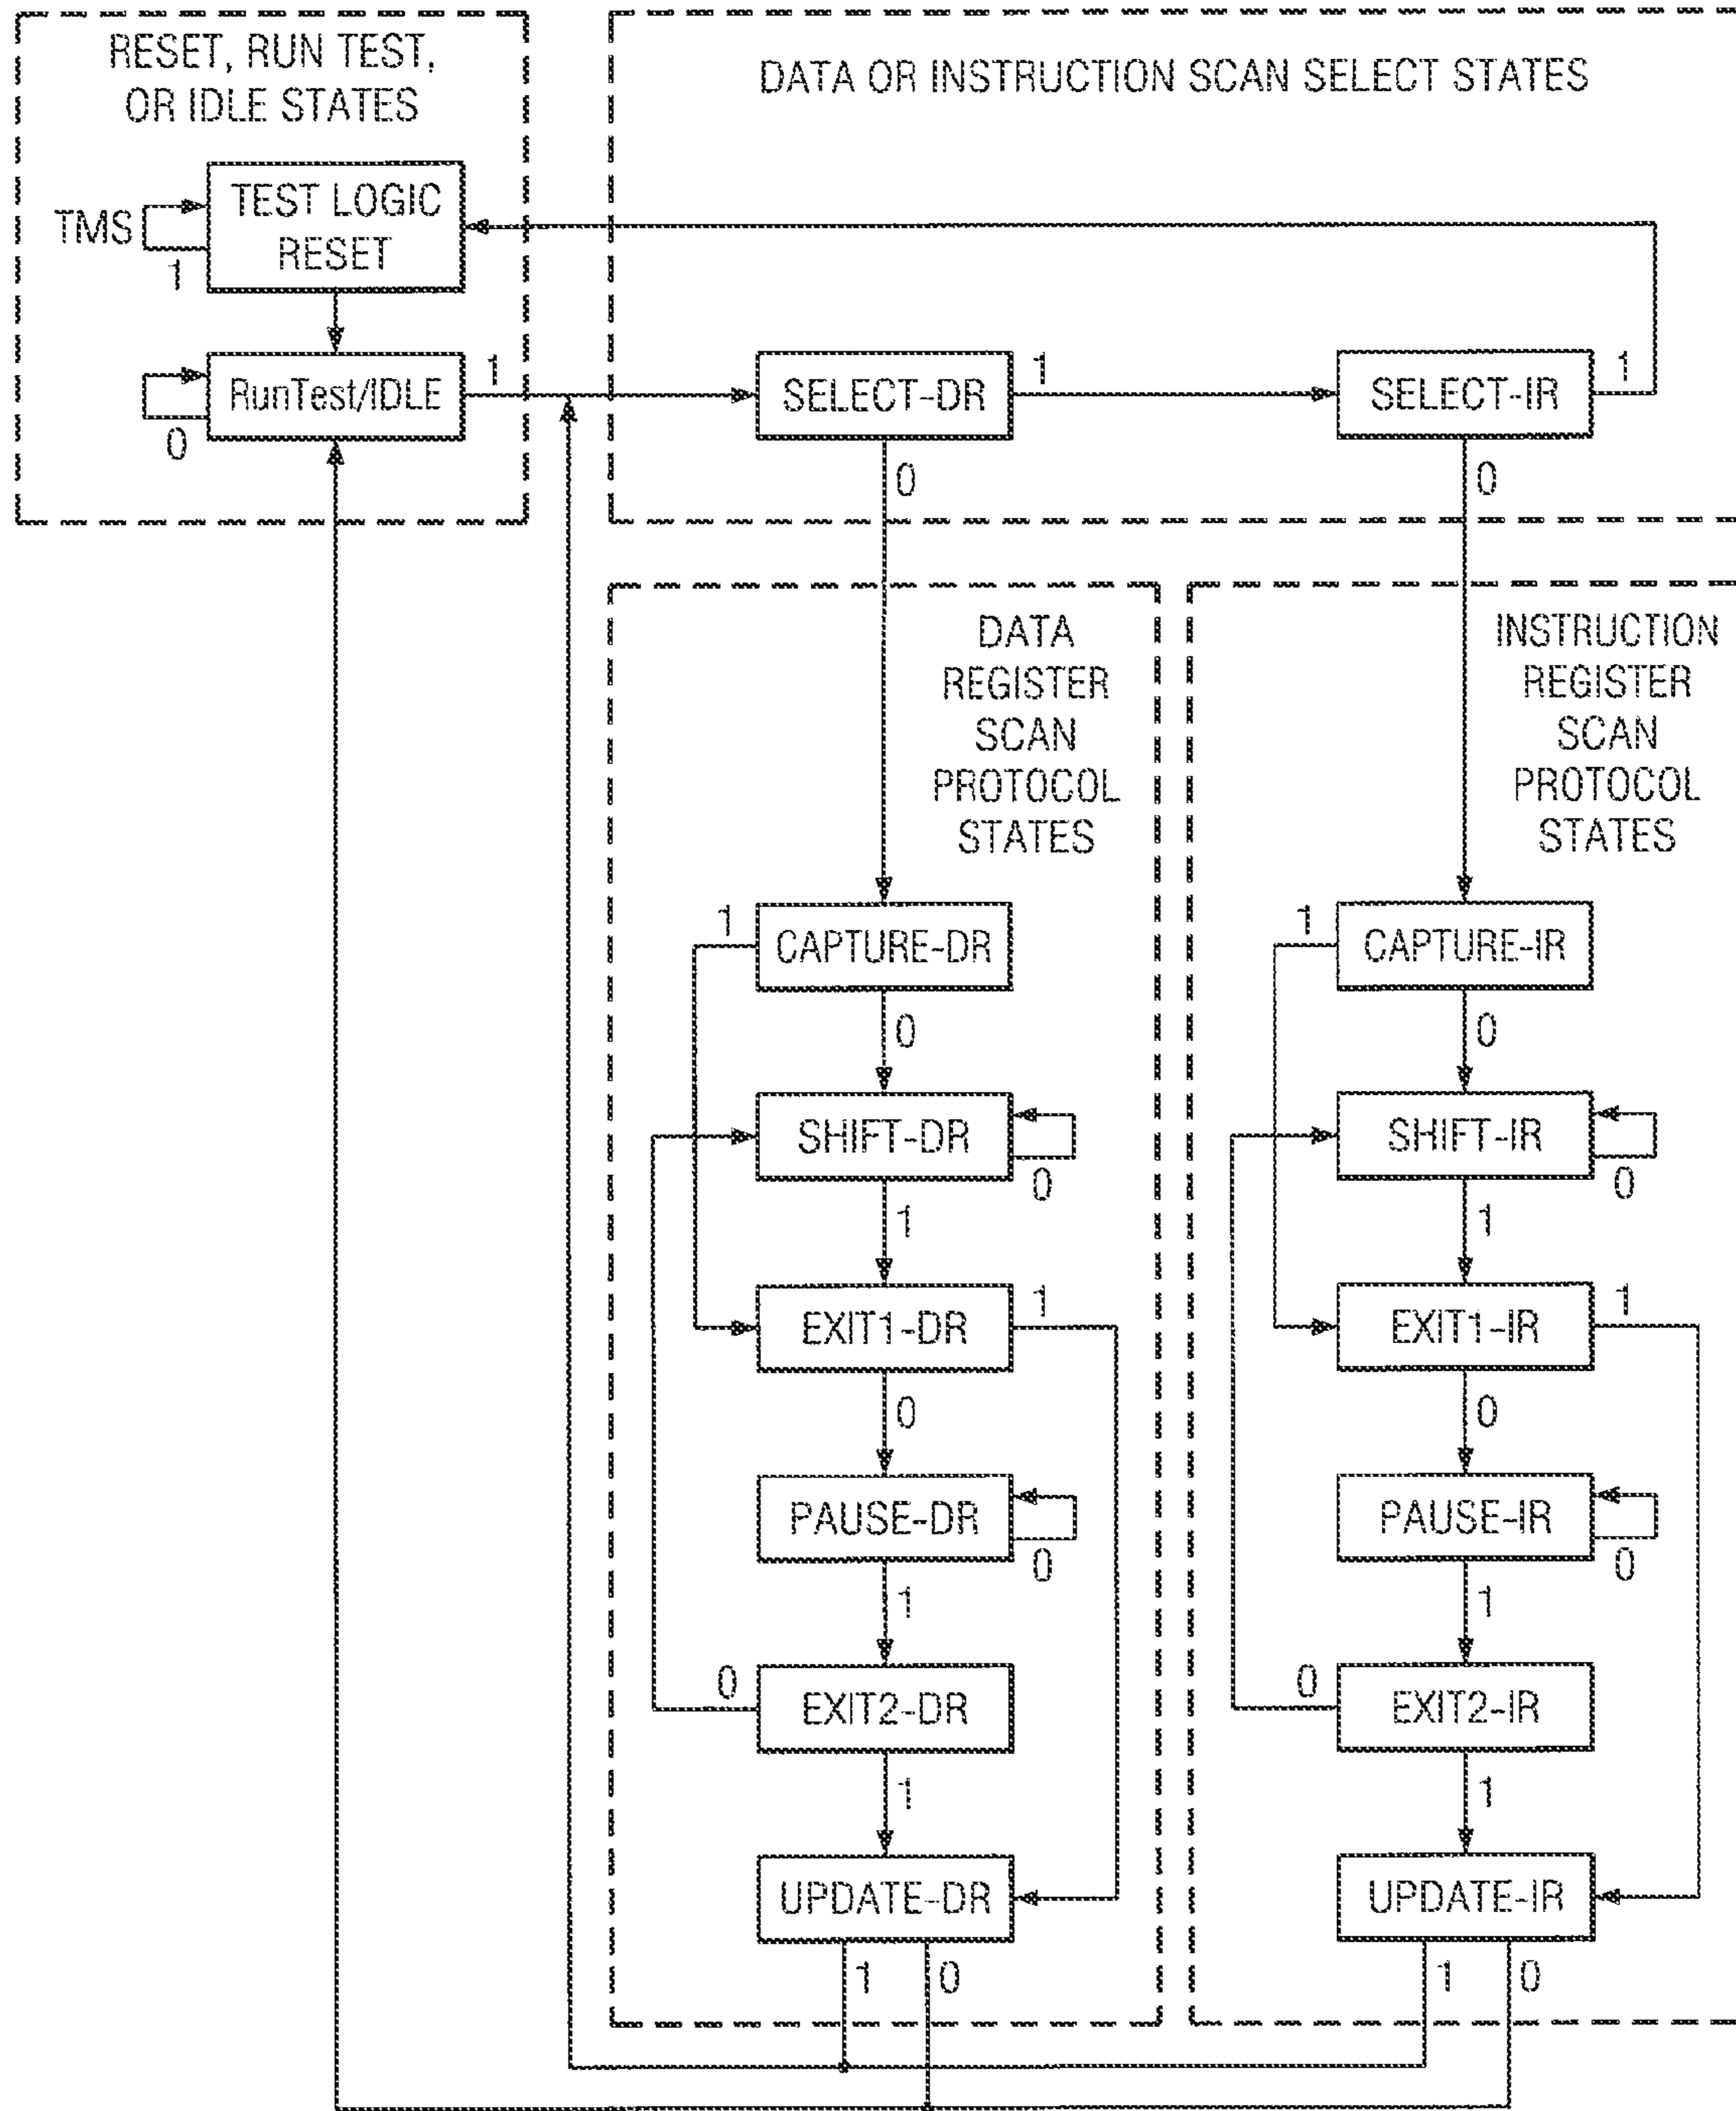 RESET, RUN TEST,
OR IDLE STATES
DATA OR INSTRUCTION SCAN SELECT STATES
TEST LOGIC
RESET
TMS
1
RunTest/IDLE
1
0
SELECT-DR
1
0
SELECT-IR
1
0
DATA
REGISTER
SCAN
PROTOCOL
STATES
INSTRUCTION
REGISTER
SCAN
PROTOCOL
STATES
1
CAPTURE-DR
0
SHIFT-DR
0
1
EXIT1-DR
1
0
PAUSE-DR
0
1
0
EXIT2-DR
1
UPDATE-DR
1
0
1
CAPTURE-IR
0
SHIFT-IR
0
1
EXIT1-IR
1
0
PAUSE-IR
0
1
0
EXIT2-IR
1
UPDATE-IR
1
0